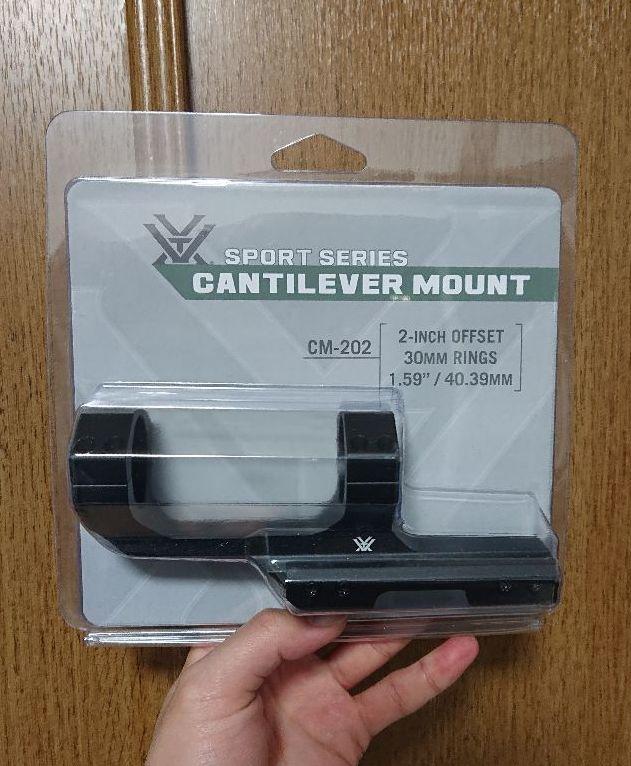 SPORT SERIES
CANTILEVER MOUNT
CM-202
2-INCH OFFSET
30MM RINGS
1.59" / 40.39MM